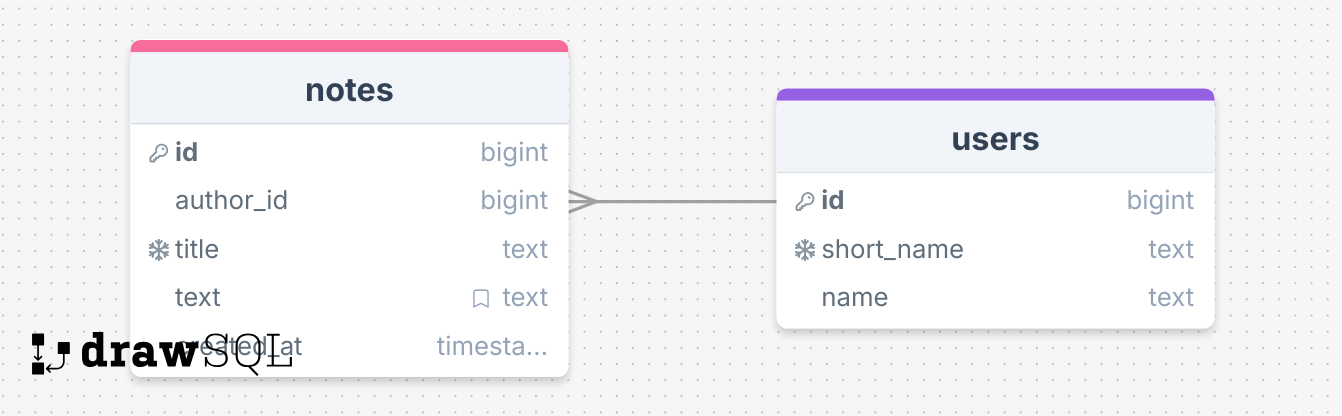 notes
id bigint
author_id bigint
title text
text text
created_at timesta...
users
id bigint
short_name text
name text
drawSQL